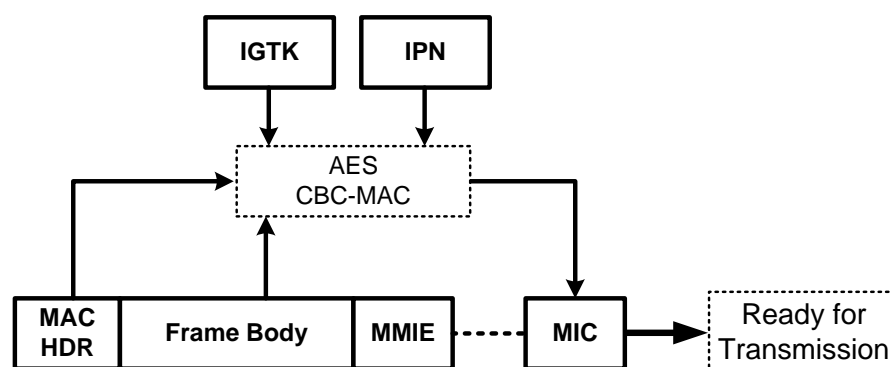 IGTK
IPN
AES
CBC-MAC
MAC
HDR
Frame Body
MMIE
MIC
Ready for
Transmission